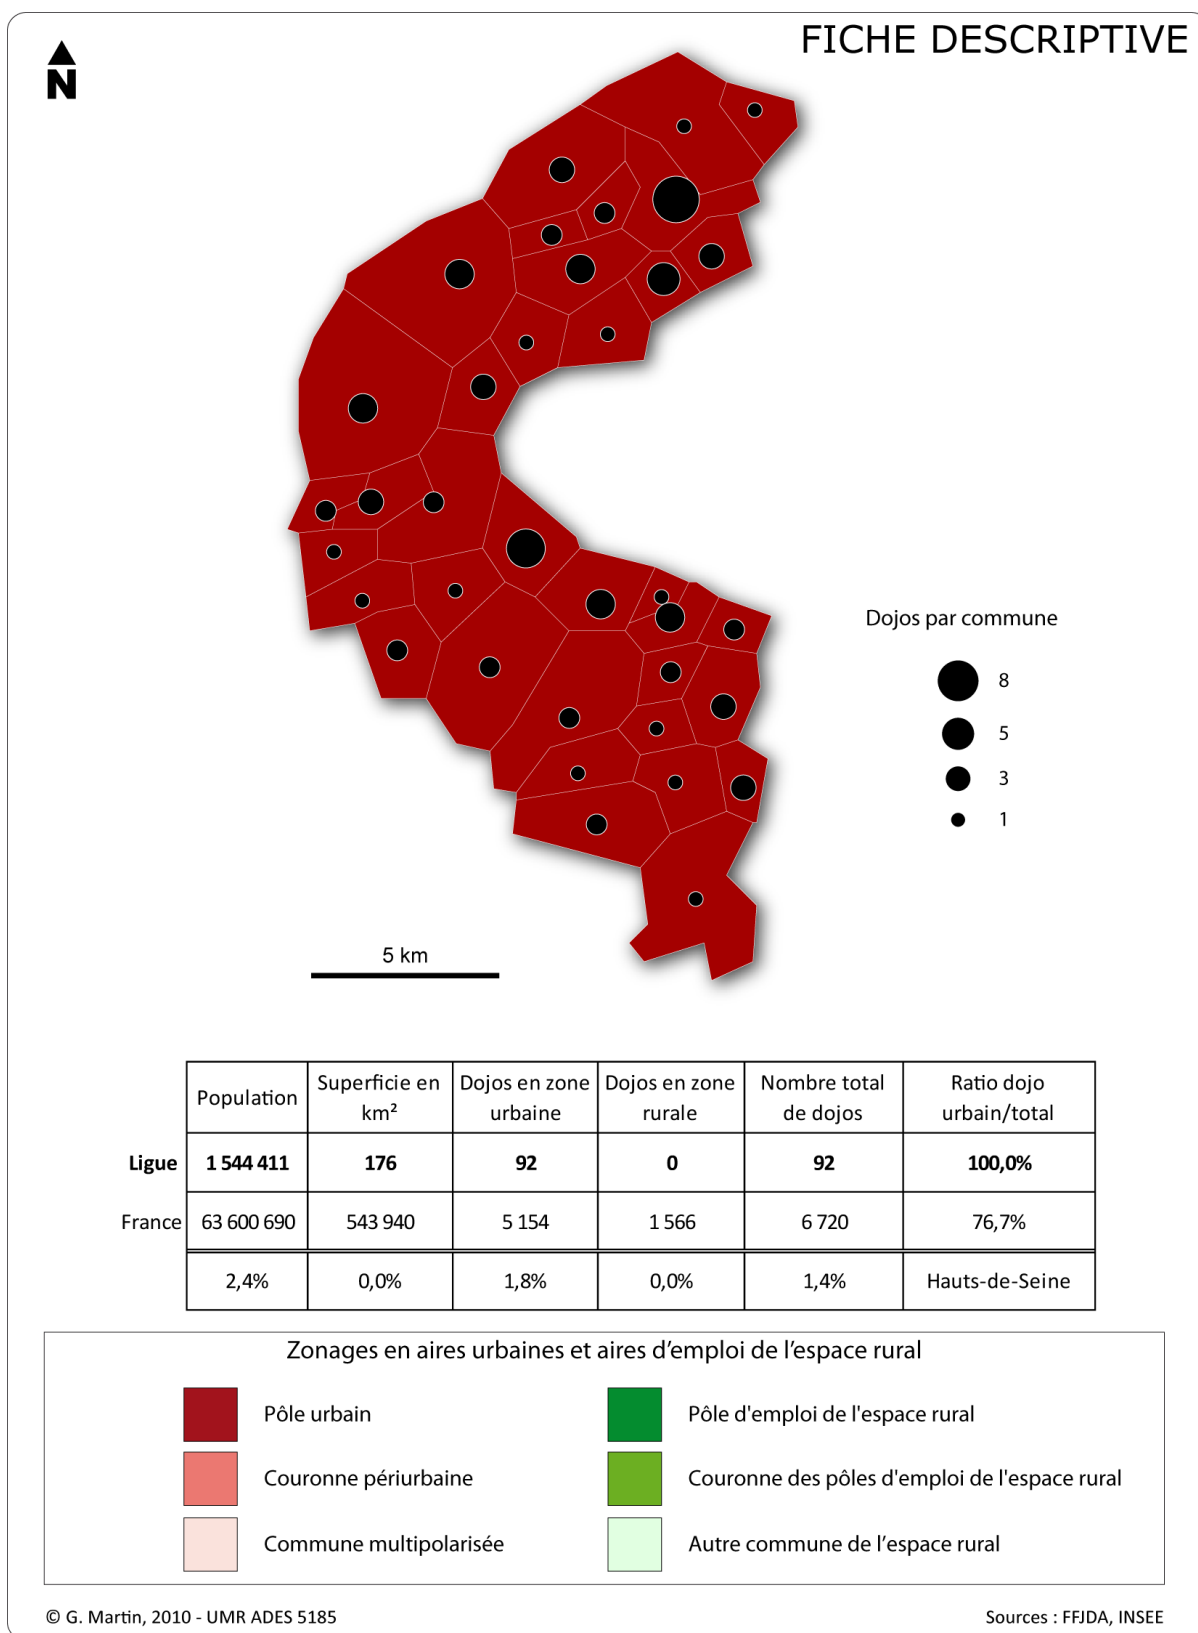 FICHE DESCRIPTIVE
N
Dojos par commune
8
5
3
1
5 km
Population
Superficie en
km²
Dojos en zone
urbaine
Dojos en zone
rurale
Nombre total
de dojos
Ratio dojo
urbain/total
Ligue 1 544 411 176 92 0 92 100,0%
France 63 600 690 543 940 5 154 1 566 6 720 76,7%
2,4% 0,0% 1,8% 0,0% 1,4% Hauts-de-Seine
Zonages en aires urbaines et aires d’emploi de l’espace rural
Pôle urbain
Pôle d'emploi de l'espace rural
Couronne périurbaine
Couronne des pôles d'emploi de l'espace rural
Commune multipolarisée
Autre commune de l’espace rural
© G. Martin, 2010 - UMR ADES 5185
Sources : FFJDA, INSEE